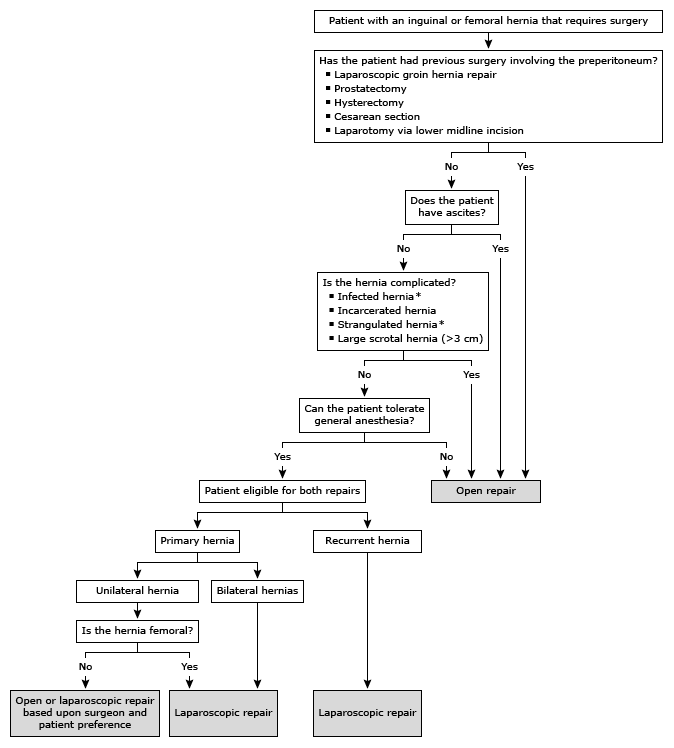 Patient with an inguinal or femoral hernia that requires surgery
Has the patient had previous surgery involving the preperitoneum?
▪ Laparoscopic groin hernia repair
▪ Prostatectomy
▪ Hysterectomy
▪ Cesarean section
▪ Laparotomy via lower midline incision
No
Yes
Does the patient
have ascites?
No
Yes
Is the hernia complicated?
▪ Infected hernia*
▪ Incarcerated hernia
▪ Strangulated hernia*
▪ Large scrotal hernia (>3 cm)
No
Yes
Can the patient tolerate
general anesthesia?
Yes
No
Patient eligible for both repairs
Open repair
Primary hernia
Recurrent hernia
Unilateral hernia
Bilateral hernias
Is the hernia femoral?
No
Yes
Open or laparoscopic repair
based upon surgeon and
patient preference
Laparoscopic repair
Laparoscopic repair